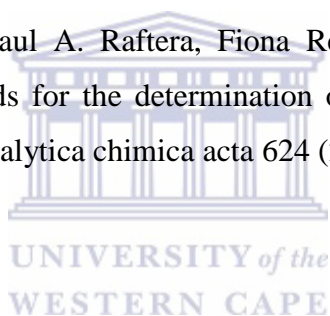 aul A. Raftera, Fiona Re
ds for the determination o
alytica chimica acta 624 (
UNIVERSITY of the
WESTERN CAPE